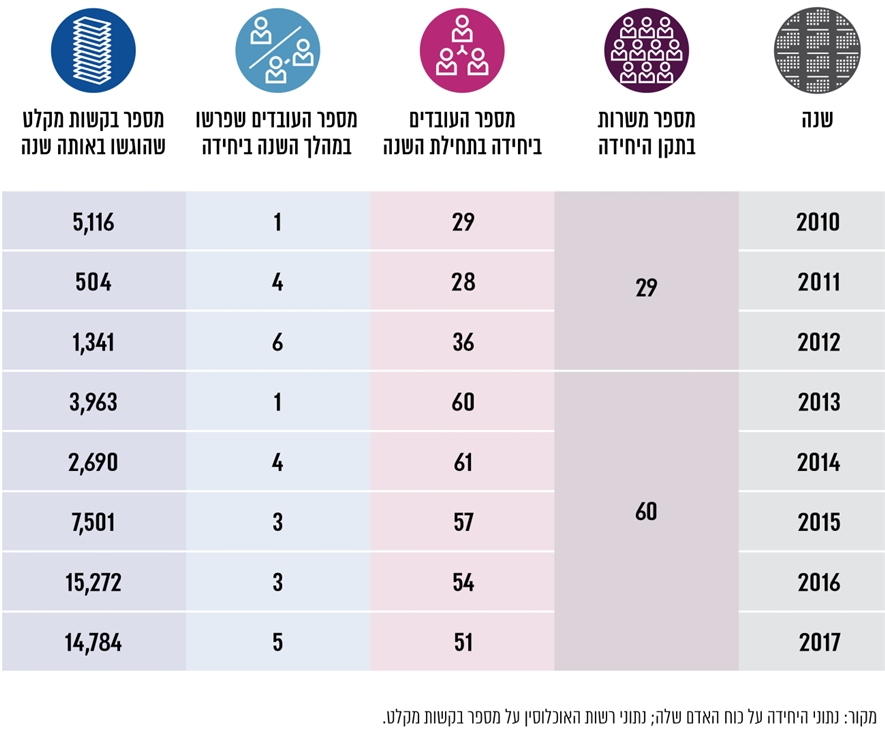 שנה
מספר משרות
בתקן היחידה
מספר העובדים
ביחידה בתחילת השנה
מספר העובדים שפרשו
במהלך השנה ביחידה
מספר בקשות מקלט
שהוגשו באותה שנה
2010 29 29 1 5,116
2011 28 4 504
2012 36 6 1,341
2013 60 60 1 3,963
2014 61 4 2,690
2015 57 3 7,501
2016 54 3 15,272
2017 51 5 14,784
מקור: נתוני היחידה על כוח האדם שלה; נתוני רשות האוכלוסין על מספר בקשות מקלט.